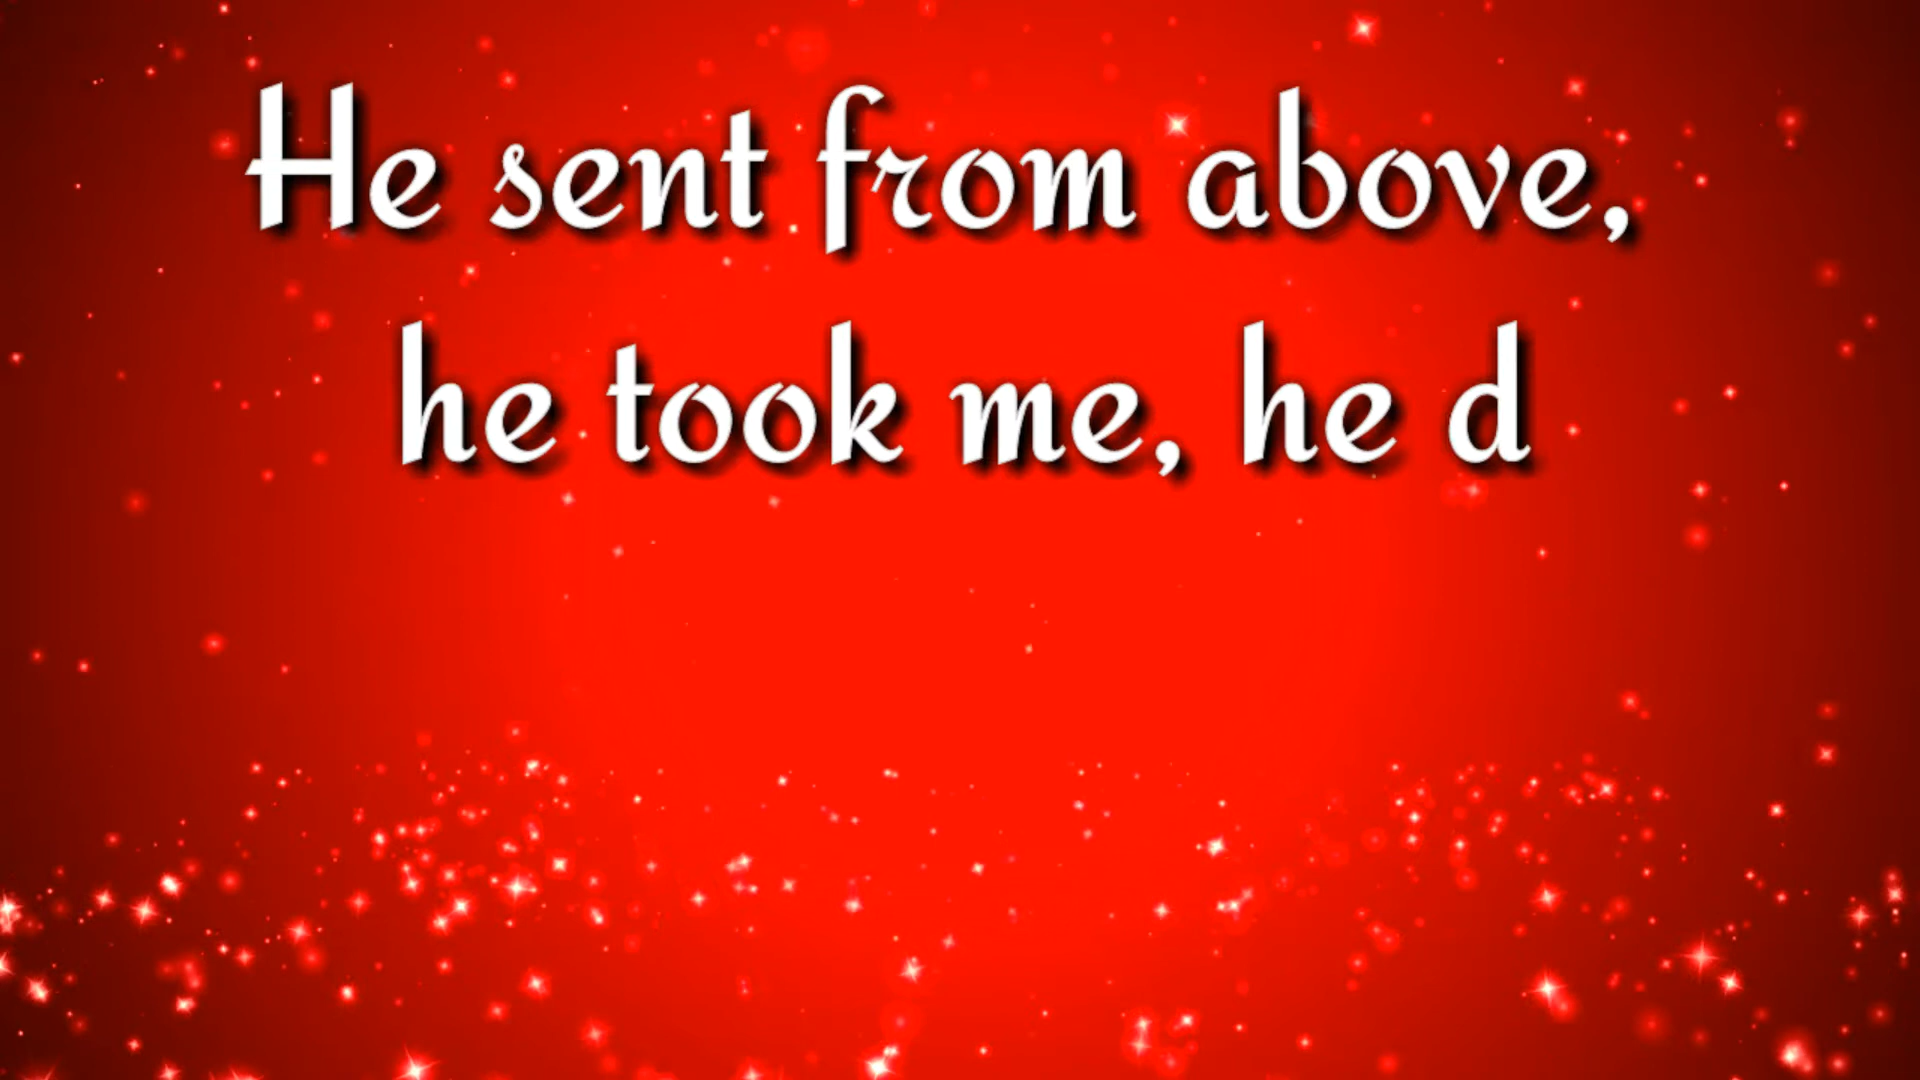 He sent from above,
he took me, he d